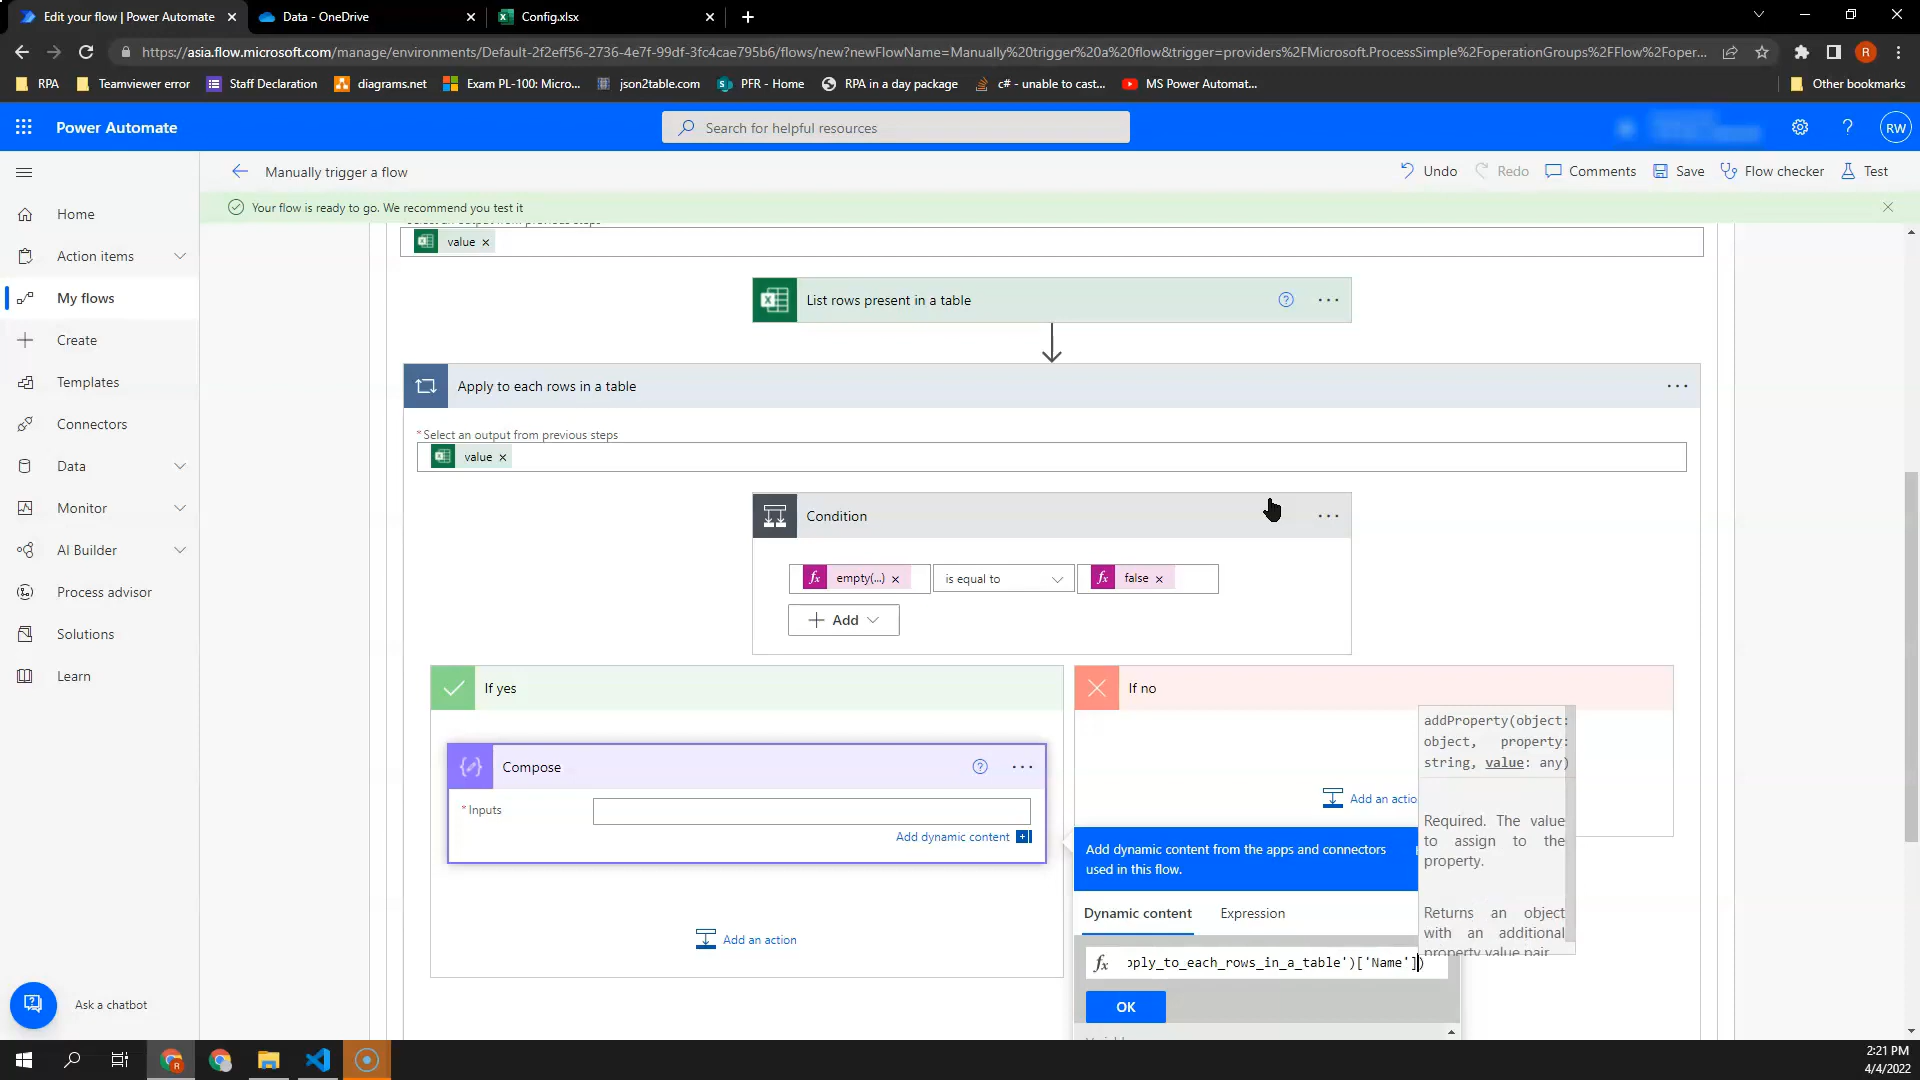 Edit your flow | Power Automate
Data - OneDrive
Config.xlsx
https://asia.flow.microsoft.com/manage/environments/Default-2f2eff56-2736-4e7f-99df-3fc4cae795b6/flows/new?newFlowName=Manually%20trigger%20a%20flow&trigger=providers%2FMicrosoft.ProcessSimple%2FoperationGroups%2FFlow%2Foper...
R
RPA
Teamviewer error
Staff Declaration
diagrams.net
Exam PL-100: Micro...
json2table.com
PFR - Home
RPA in a day package
c# - unable to cast...
MS Power Automat...
Other bookmarks
Power Automate
Search for helpful resources
RW
Manually trigger a flow
Undo
Redo
Comments
Save
Flow checker
Test
Your flow is ready to go. We recommend you test it
Home
Action items
My flows
Create
Templates
Connectors
Data
Monitor
AI Builder
Process advisor
Solutions
Learn
Ask a chatbot
value
List rows present in a table
Apply to each rows in a table
*Select an output from previous steps
value
Condition
fx empty(...)
is equal to
fx false
Add
If yes
If no
Compose
* Inputs
Add dynamic content
Add an action
Add an actio
addProperty(object:
object, property:
string, value: any)
Required. The value
to assign to the
property.
Returns an object
with an additional
property value pair
Add dynamic content from the apps and connectors
used in this flow.
Dynamic content
Expression
fx pply_to_each_rows_in_a_table')['Name'])
OK
2:21 PM
4/4/2022